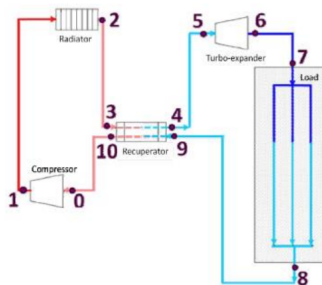 5
6
2
Turbo-expander
Radiator
7
Load
3
4
10
9
Recuperator
Compressor
1
0
8